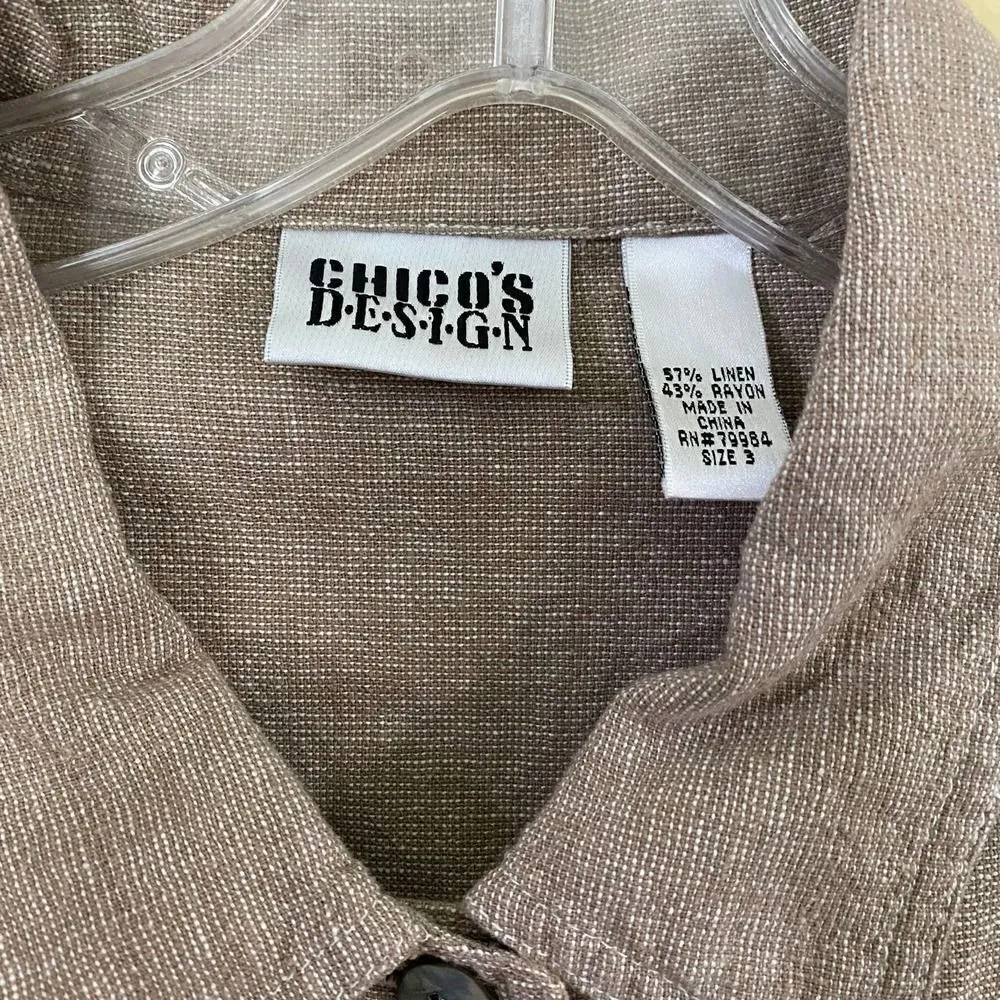 CHICO'S
D·E·S·I·G·N
57% LINEN
43% RAYON
MADE IN
CHINA
RN#79984
SIZE 3